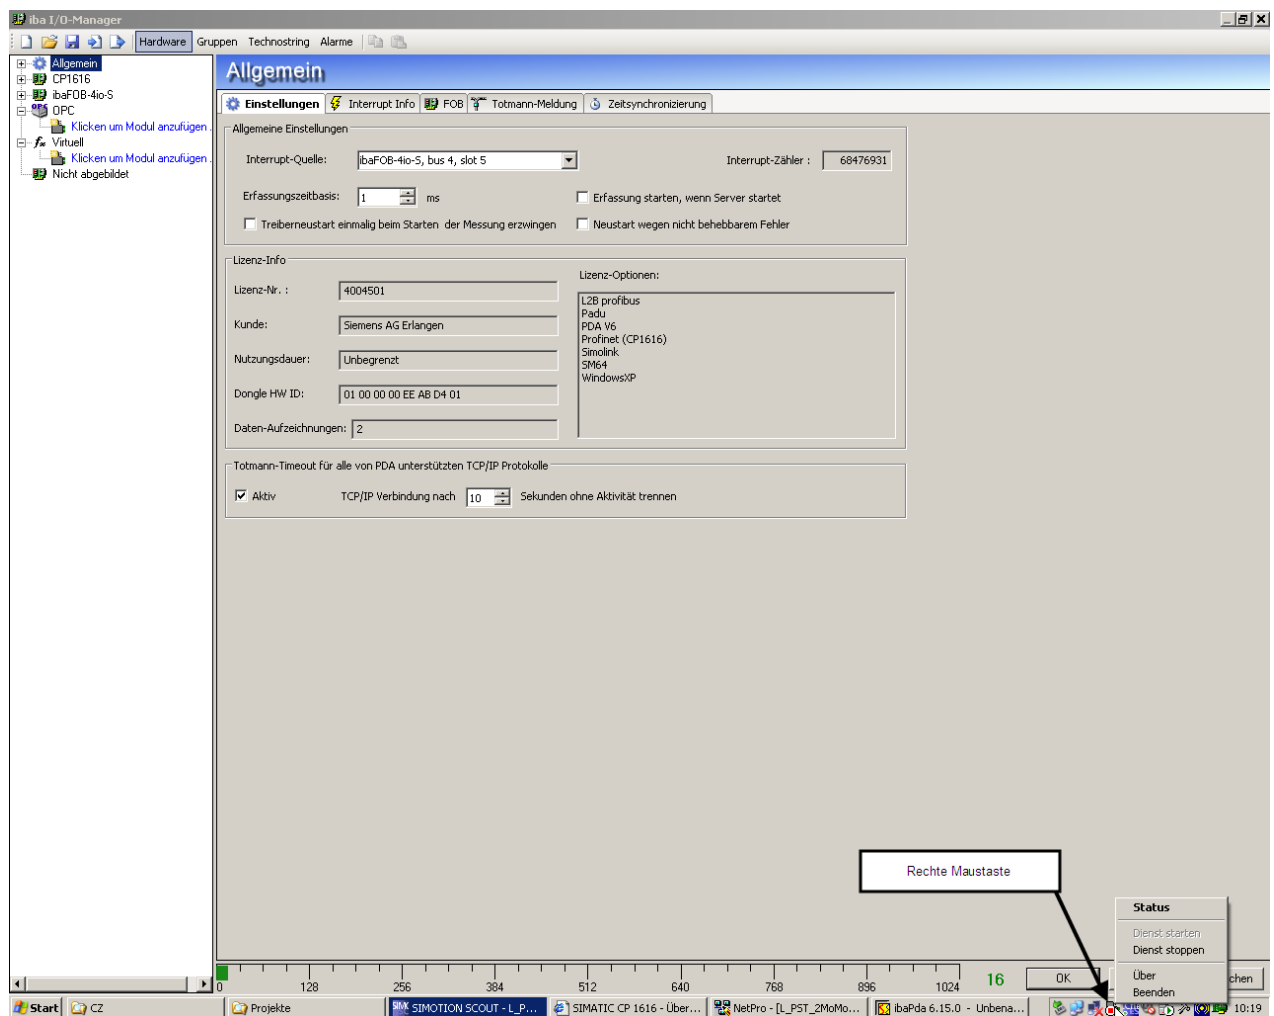 iba I/O-Manager
Hardware Gruppen Technostring Alarme
Allgemein
CP1616
ibaFOB-4io-S
OPC
Klicken um Modul anzufügen .
Virtuell
Klicken um Modul anzufügen .
Nicht abgebildet
Allgemein
Einstellungen Interrupt Info FOB Totmann-Meldung Zeitsynchronizierung
Allgemeine Einstellungen
Interrupt-Quelle: ibaFOB-4io-S, bus 4, slot 5 Interrupt-Zähler : 68476931
Erfassungszeitbasis: 1 ms Erfassung starten, wenn Server startet
Treiberneustart einmalig beim Starten der Messung erzwingen Neustart wegen nicht behebbarem Fehler
Lizenz-Info
Lizenz-Nr. : 4004501
Kunde: Siemens AG Erlangen
Nutzungsdauer: Unbegrenzt
Dongle HW ID: 01 00 00 00 EE AB D4 01
Daten-Aufzeichnungen: 2
Lizenz-Optionen:
L2B profibus
Padu
PDA V6
Profinet (CP1616)
Simolink
SM64
WindowsXP
Totmann-Timeout für alle von PDA unterstützten TCP/IP Protokolle
Aktiv TCP/IP Verbindung nach 10 Sekunden ohne Aktivität trennen
Rechte Maustaste
Status
Dienst starten
Dienst stoppen
Über
Beenden
0 128 256 384 512 640 768 896 1024 16 OK chen
Start CZ Projekte SIMOTION SCOUT - L_P... SIMATIC CP 1616 - Über... NetPro - [L_PST_2MoMo... ibaPda 6.15.0 - Unbena... 10:19